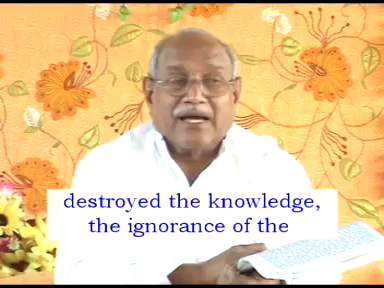 destroyed the knowledge,
the ignorance of the